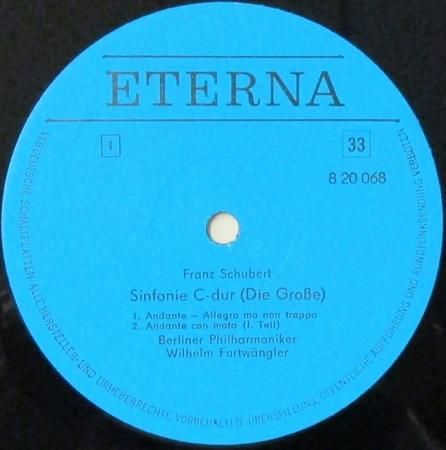 ETERNA
1
33
8 20 068
Franz Schubert
Sinfonie C-dur (Die Große)
1. Andante – Allegro ma non trappo
2. Andante con moto (I. Teil)
Berliner Philharmoniker
Wilhelm Furtwängler
VEB DEUTSCHE SCHALLPLATTEN·ALLE HERSTELLER- UND URHEBERRECHTE VORBEHALTEN·ÜBERSPIELUNG, ÖFFENTLICHE AUFFÜHRUNG UND RUNDFUNKSENDUNG VERBOTEN